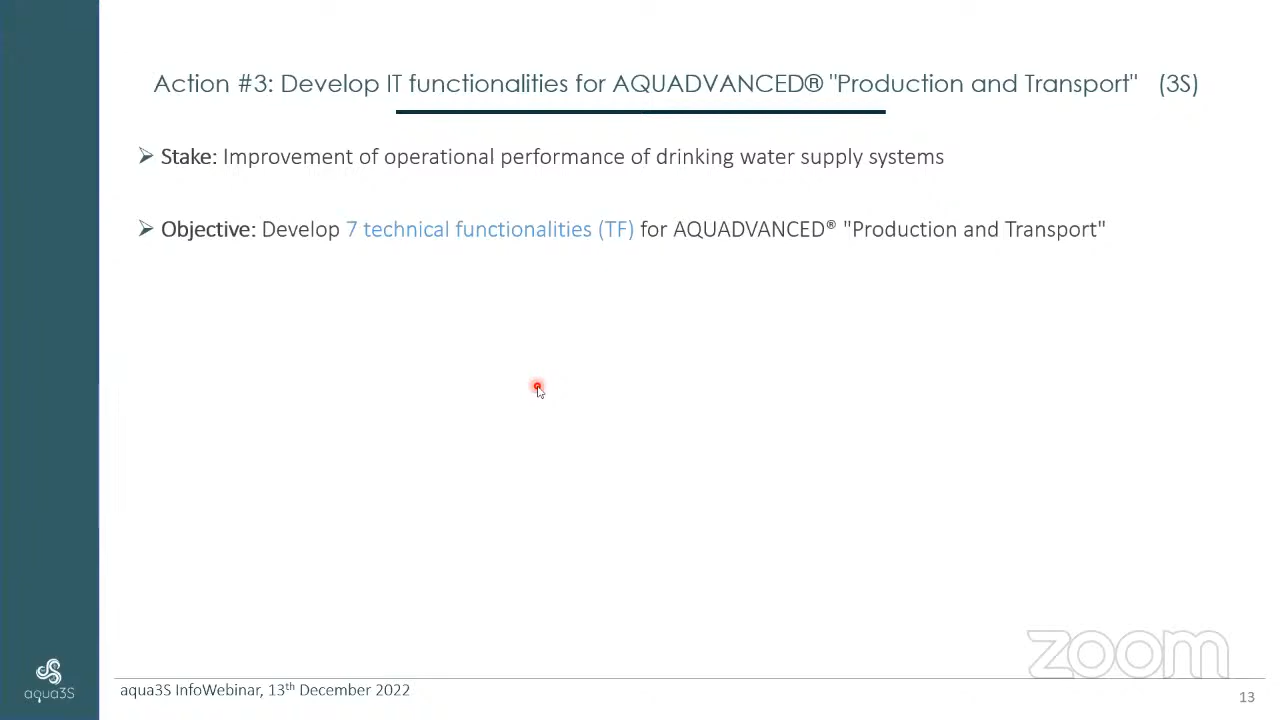 Action #3: Develop IT functionalities for AQUADVANCED® "Production and Transport" (3S)
➢ Stake: Improvement of operational performance of drinking water supply systems
➢ Objective: Develop 7 technical functionalities (TF) for AQUADVANCED® "Production and Transport"
zoom
aqua3S
aqua3S InfoWebinar, 13th December 2022
13